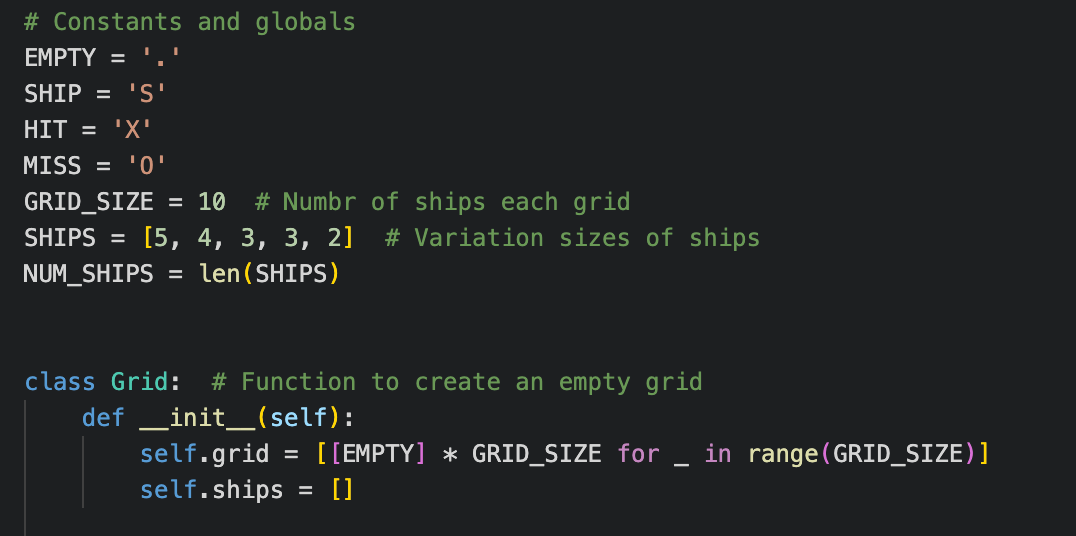 # Constants and globals
EMPTY = '.'
SHIP = 'S'
HIT = 'X'
MISS = 'O'
GRID_SIZE = 10  # Numbr of ships each grid
SHIPS = [5, 4, 3, 3, 2]  # Variation sizes of ships
NUM_SHIPS = len(SHIPS)
class Grid:  # Function to create an empty grid
    def __init__(self):
        self.grid = [[EMPTY] * GRID_SIZE for _ in range(GRID_SIZE)]
        self.ships = []